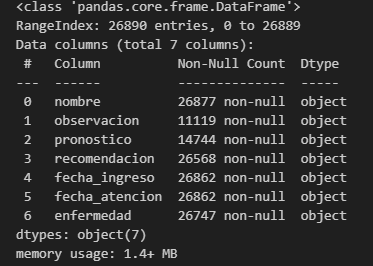 <class 'pandas.core.frame.DataFrame'>
RangeIndex: 26890 entries, 0 to 26889
Data columns (total 7 columns):
 #   Column         Non-Null Count  Dtype
---  ------         --------------  -----
 0   nombre         26877 non-null  object
 1   observacion    11119 non-null  object
 2   pronostico     14744 non-null  object
 3   recomendacion  26568 non-null  object
 4   fecha_ingreso  26862 non-null  object
 5   fecha_atencion 26862 non-null  object
 6   enfermedad     26747 non-null  object
dtypes: object(7)
memory usage: 1.4+ MB